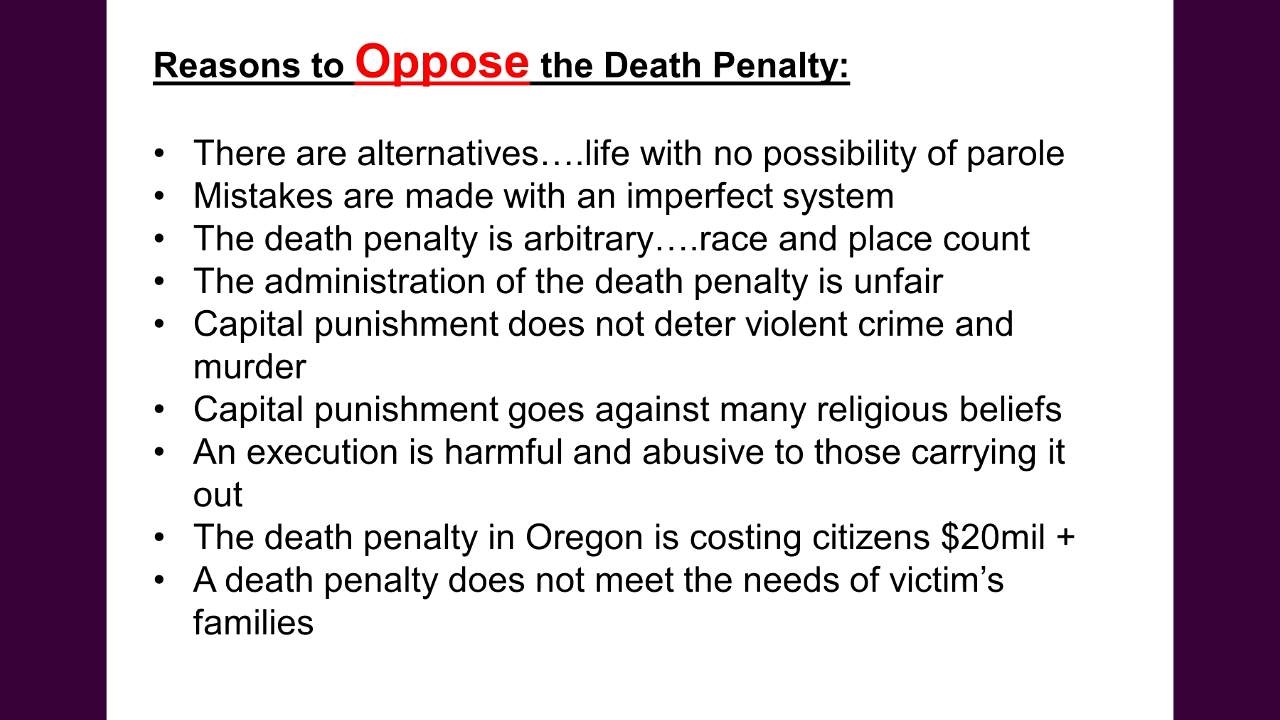 Reasons to Oppose the Death Penalty:
• There are alternatives….life with no possibility of parole
• Mistakes are made with an imperfect system
• The death penalty is arbitrary….race and place count
• The administration of the death penalty is unfair
• Capital punishment does not deter violent crime and
murder
• Capital punishment goes against many religious beliefs
• An execution is harmful and abusive to those carrying it
out
• The death penalty in Oregon is costing citizens $20mil +
• A death penalty does not meet the needs of victim’s
families